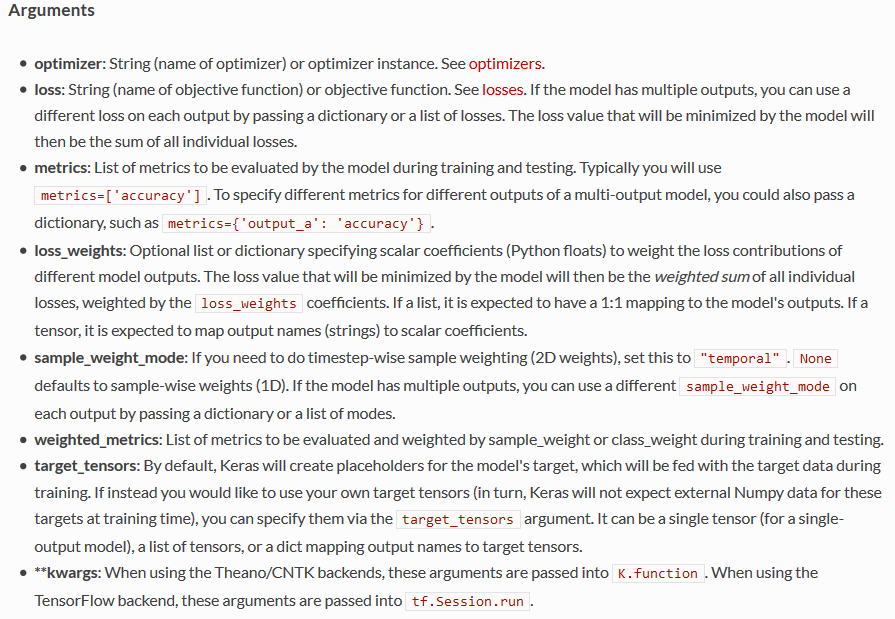 Arguments
• optimizer: String (name of optimizer) or optimizer instance. See optimizers.
• loss: String (name of objective function) or objective function. See losses. If the model has multiple outputs, you can use a
different loss on each output by passing a dictionary or a list of losses. The loss value that will be minimized by the model will
then be the sum of all individual losses.
• metrics: List of metrics to be evaluated by the model during training and testing. Typically you will use
metrics=['accuracy'] . To specify different metrics for different outputs of a multi-output model, you could also pass a
dictionary, such as metrics={'output_a': 'accuracy'} .
• loss_weights: Optional list or dictionary specifying scalar coefficients (Python floats) to weight the loss contributions of
different model outputs. The loss value that will be minimized by the model will then be the weighted sum of all individual
losses, weighted by the loss_weights coefficients. If a list, it is expected to have a 1:1 mapping to the model's outputs. If a
tensor, it is expected to map output names (strings) to scalar coefficients.
• sample_weight_mode: If you need to do timestep-wise sample weighting (2D weights), set this to "temporal" . None
defaults to sample-wise weights (1D). If the model has multiple outputs, you can use a different sample_weight_mode on
each output by passing a dictionary or a list of modes.
• weighted_metrics: List of metrics to be evaluated and weighted by sample_weight or class_weight during training and testing.
• target_tensors: By default, Keras will create placeholders for the model's target, which will be fed with the target data during
training. If instead you would like to use your own target tensors (in turn, Keras will not expect external Numpy data for these
targets at training time), you can specify them via the target_tensors argument. It can be a single tensor (for a single-
output model), a list of tensors, or a dict mapping output names to target tensors.
• **kwargs: When using the Theano/CNTK backends, these arguments are passed into K.function . When using the
TensorFlow backend, these arguments are passed into tf.Session.run .